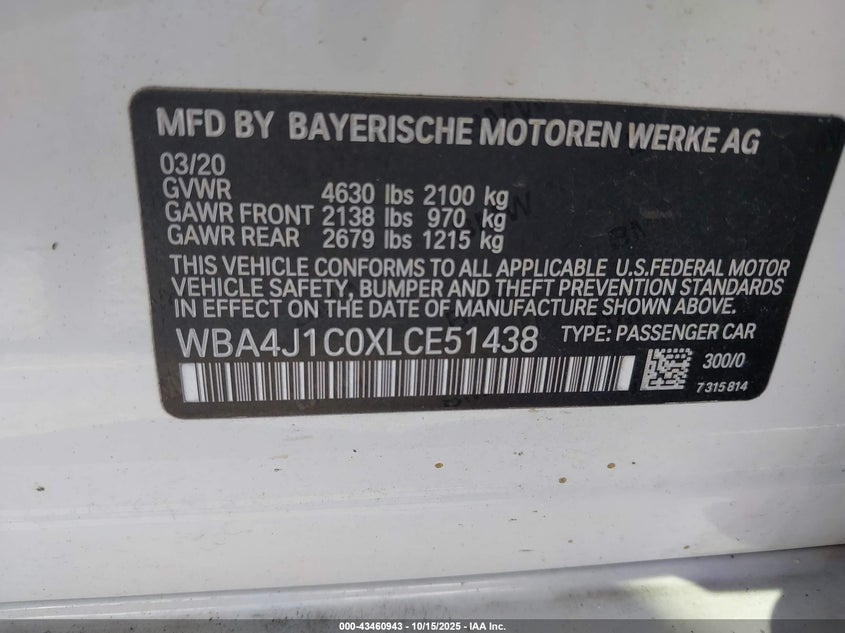 MFD BY BAYERISCHE MOTOREN WERKE AG
03/20
GVWR 4630 lbs 2100 kg
GAWR FRONT 2138 lbs 970 kg
GAWR REAR 2679 lbs 1215 kg
THIS VEHICLE CONFORMS TO ALL APPLICABLE U.S.FEDERAL MOTOR
VEHICLE SAFETY, BUMPER AND THEFT PREVENTION STANDARDS
IN EFFECT ON THE DATE OF MANUFACTURE SHOWN ABOVE.
WBA4J1C0XLCE51438 TYPE: PASSENGER CAR
300/0
7315814
000-43460943 - 10/15/2025 - IAA Inc.